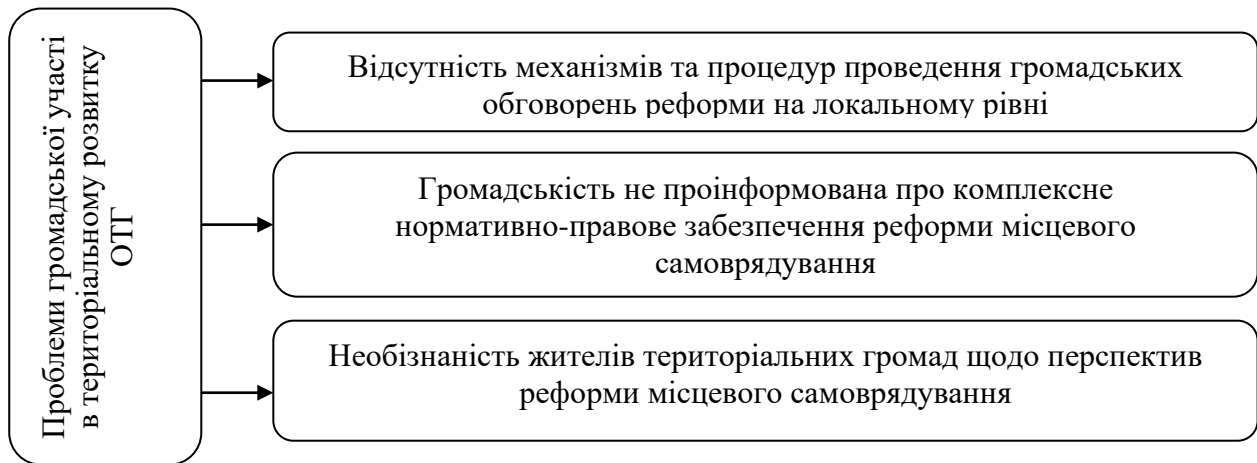 Проблеми громадської участі
в територіальному розвитку
ОТГ
Відсутність механізмів та процедур проведення громадських
обговорень реформи на локальному рівні
Громадськість не проінформована про комплексне
нормативно-правове забезпечення реформи місцевого
самоврядування
Необізнаність жителів територіальних громад щодо перспектив
реформи місцевого самоврядування